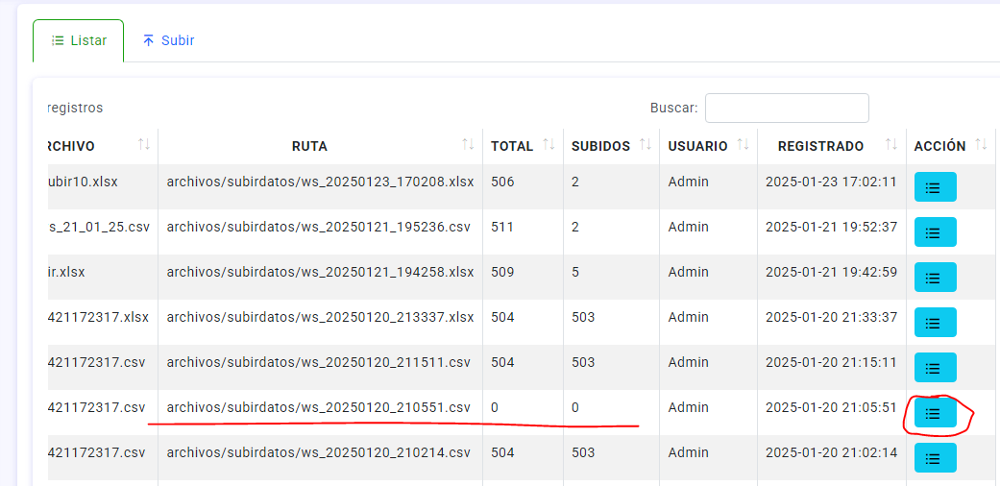 Listar Subir
registros Buscar:
RCHIVO RUTA TOTAL SUBIDOS USUARIO REGISTRADO ACCIÓN
ubir10.xlsx archivos/subirdatos/ws_20250123_170208.xlsx 506 2 Admin 2025-01-23 17:02:11
s_21_01_25.csv archivos/subirdatos/ws_20250121_195236.csv 511 2 Admin 2025-01-21 19:52:37
ir.xlsx archivos/subirdatos/ws_20250121_194258.xlsx 509 5 Admin 2025-01-21 19:42:59
421172317.xlsx archivos/subirdatos/ws_20250120_213337.xlsx 504 503 Admin 2025-01-20 21:33:37
421172317.csv archivos/subirdatos/ws_20250120_211511.csv 504 503 Admin 2025-01-20 21:15:11
421172317.csv archivos/subirdatos/ws_20250120_210551.csv 0 0 Admin 2025-01-20 21:05:51
421172317.csv archivos/subirdatos/ws_20250120_210214.csv 504 503 Admin 2025-01-20 21:02:14